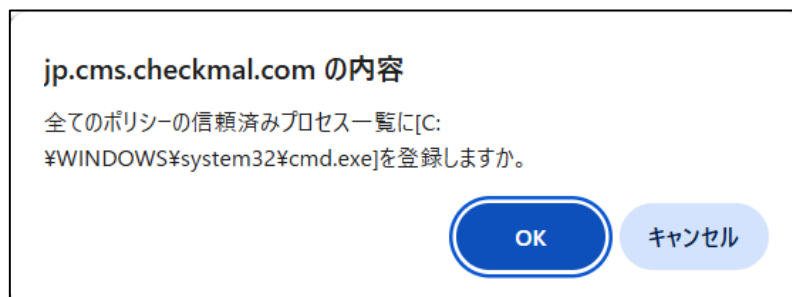 jp.cms.checkmal.com の内容
全てのポリシーの信頼済みプロセス一覧に[C:
¥WINDOWS¥system32¥cmd.exe]を登録しますか。
OK
キャンセル